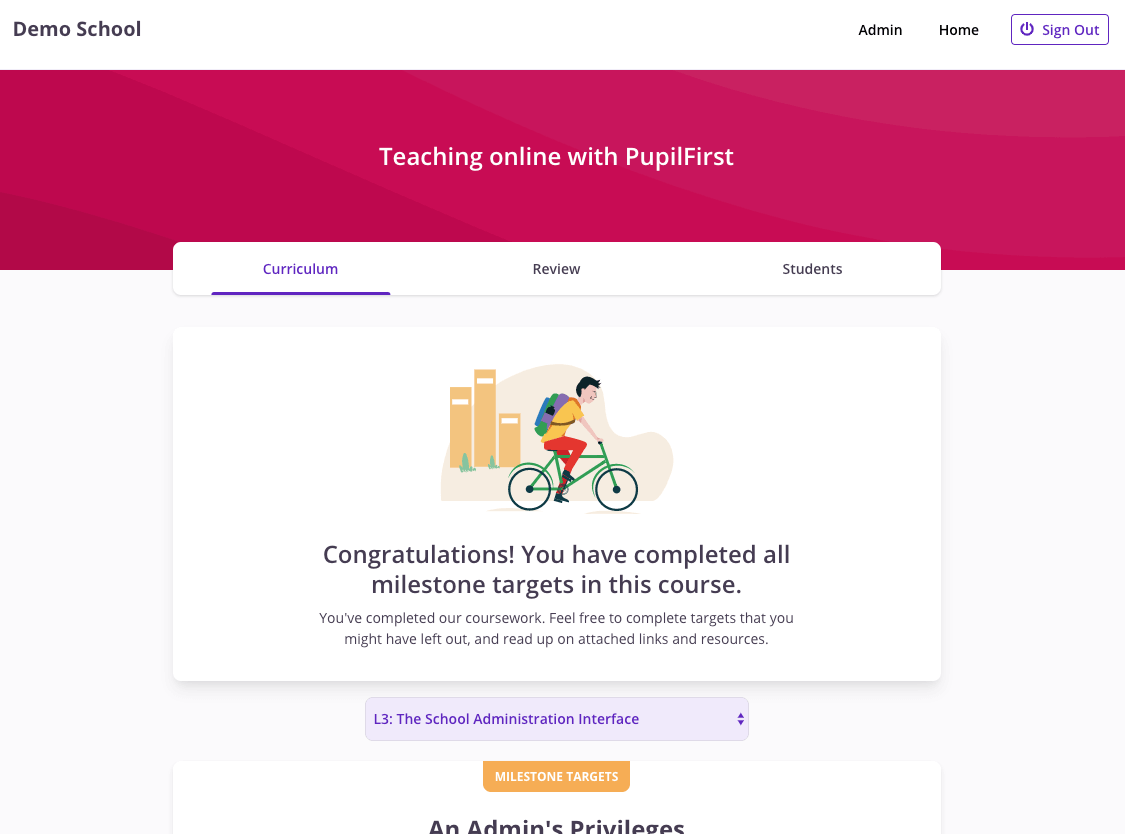 Demo School
Admin
Home
Sign Out
Teaching online with PupilFirst
Curriculum
Review
Students
Congratulations! You have completed all
milestone targets in this course.
You've completed our coursework. Feel free to complete targets that you
might have left out, and read up on attached links and resources.
L3: The School Administration Interface
MILESTONE TARGETS
An Admin's Privileges